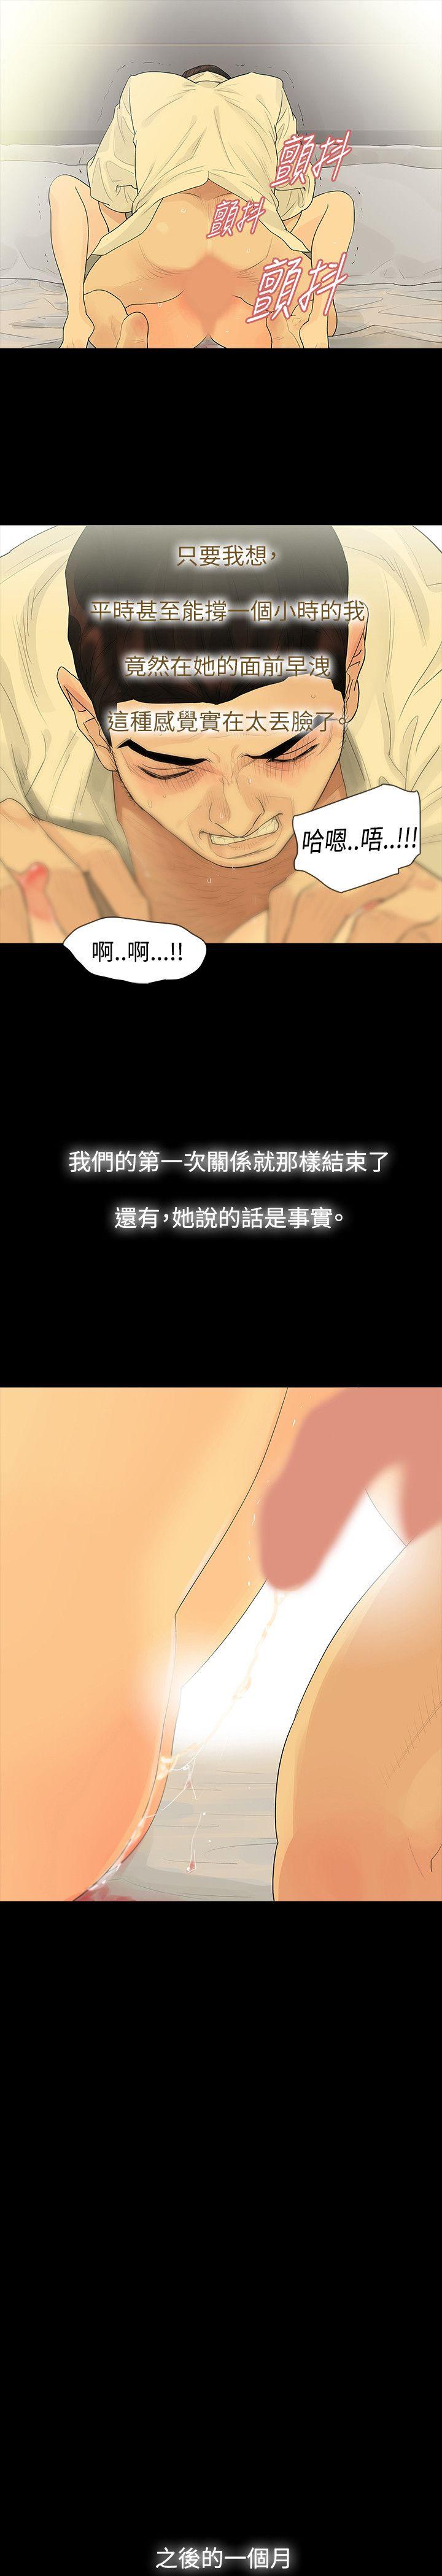 顫抖
顫抖
顫抖
只要我想，
平時甚至能撐一個小時的我
竟然在她的面前早洩
這種感覺實在太丟臉了。
哈嗯..唔..!!!
啊..啊...!!
我們的第一次關係就那樣結束了
還有，她說的話是事實。
之後的一個月